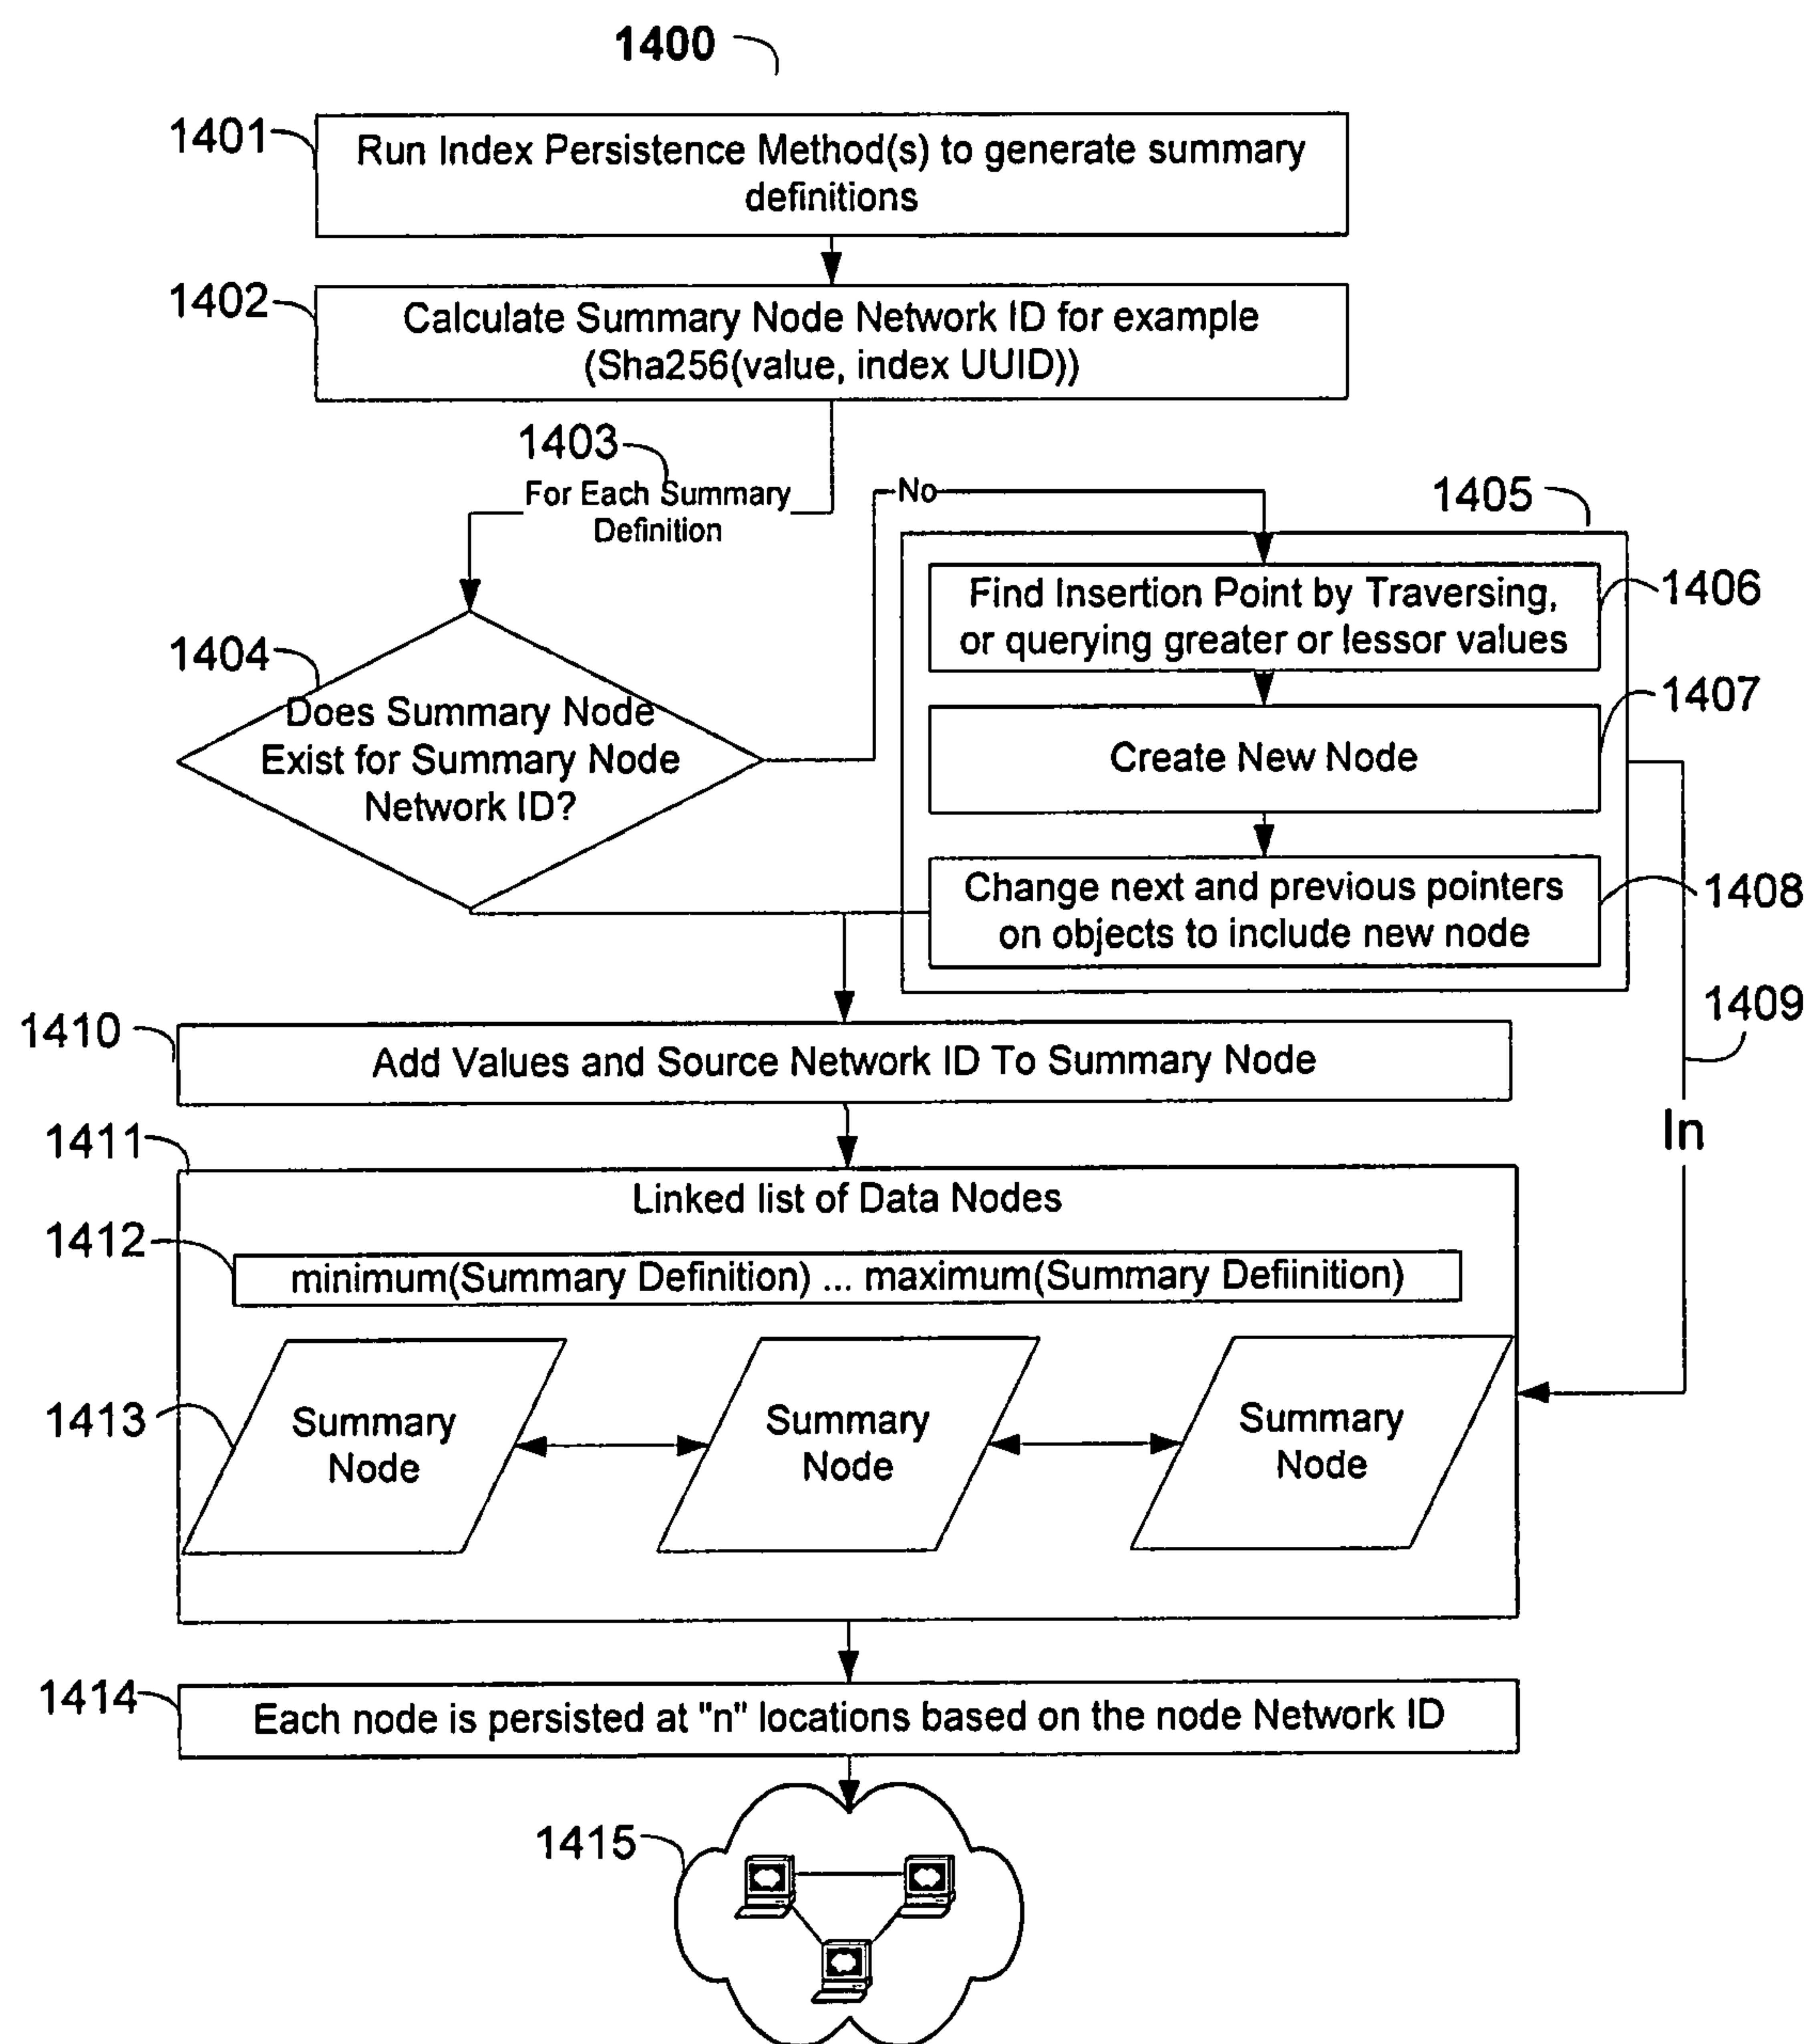 1400
1401
Run Index Persistence Method(s) to generate summary
definitions
1402
Calculate Summary Node Network ID for example
(Sha256(value, index UUID))
1403
For Each Summary
Definition
No
1405
1404
Does Summary Node
Exist for Summary Node
Network ID?
Find Insertion Point by Traversing,
or querying greater or lessor values
1406
1407
Create New Node
Change next and previous pointers
on objects to include new node
1408
1409
In
1410
Add Values and Source Network ID To Summary Node
1411
Linked list of Data Nodes
1412
minimum(Summary Definition) ... maximum(Summary Defiinition)
1413
Summary
Node
Summary
Node
Summary
Node
1414
Each node is persisted at "n" locations based on the node Network ID
1415